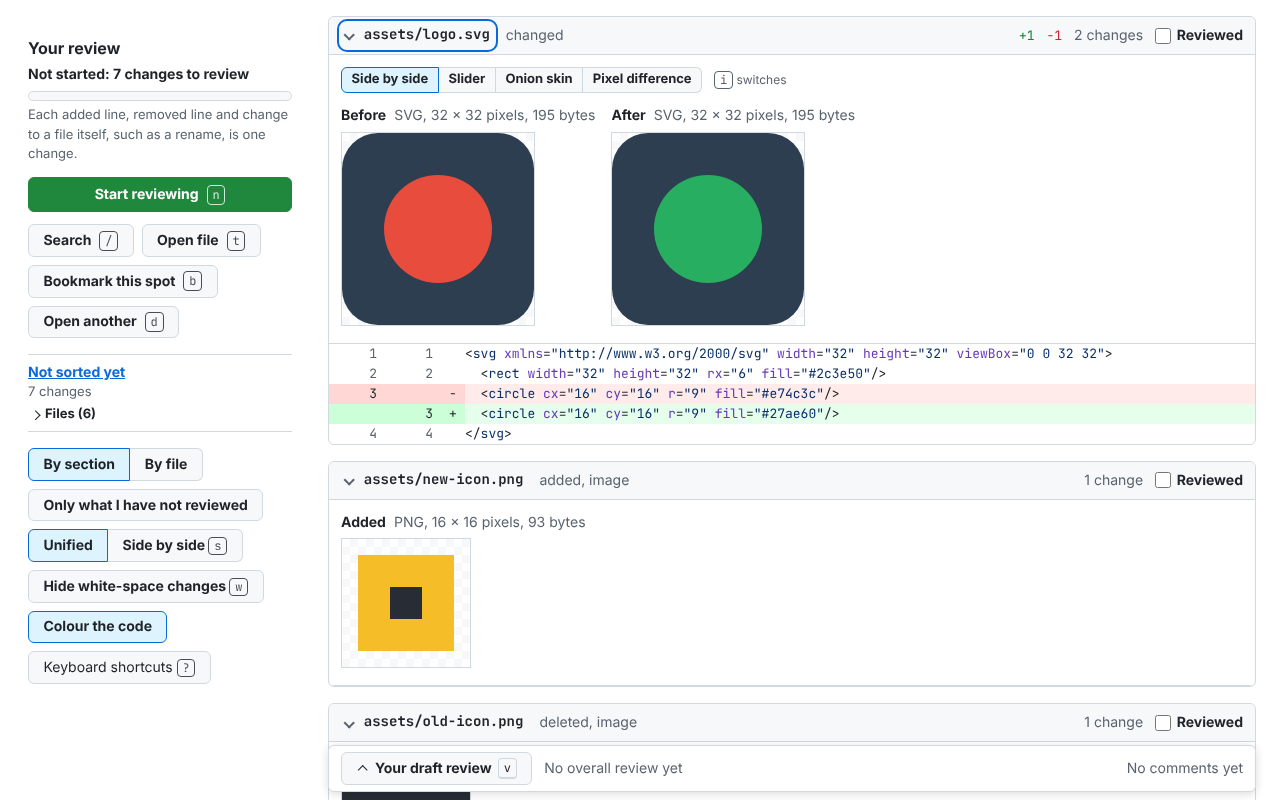 Your review
Not started: 7 changes to review
Each added line, removed line and change
to a file itself, such as a rename, is one
change.
Start reviewing n
Search / Open file t
Bookmark this spot b
Open another d
Not sorted yet
7 changes
Files (6)
By section By file
Only what I have not reviewed
Unified Side by side s
Hide white-space changes w
Colour the code
Keyboard shortcuts ?
assets/logo.svg changed +1 -1 2 changes Reviewed
Side by side Slider Onion skin Pixel difference i switches
Before SVG, 32 × 32 pixels, 195 bytes After SVG, 32 × 32 pixels, 195 bytes
1 1 <svg xmlns="http://www.w3.org/2000/svg" width="32" height="32" viewBox="0 0 32 32">
2 2 <rect width="32" height="32" rx="6" fill="#2c3e50"/>
3 - <circle cx="16" cy="16" r="9" fill="#e74c3c"/>
3 + <circle cx="16" cy="16" r="9" fill="#27ae60"/>
4 4 </svg>
assets/new-icon.png added, image 1 change Reviewed
Added PNG, 16 × 16 pixels, 93 bytes
assets/old-icon.png deleted, image 1 change Reviewed
Your draft review v No overall review yet No comments yet